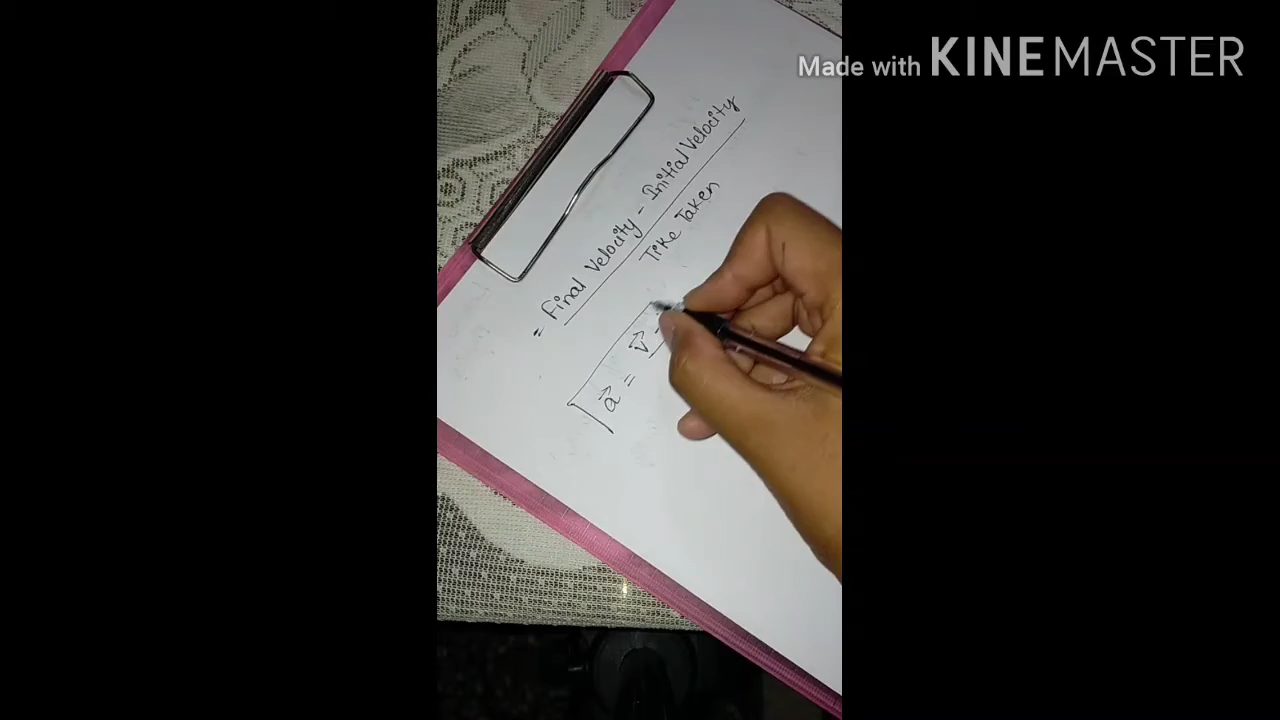 Made with KINEMASTER
= Final Velocity - Initial Velocity
Time Taken
a⃗ = v⃗ -